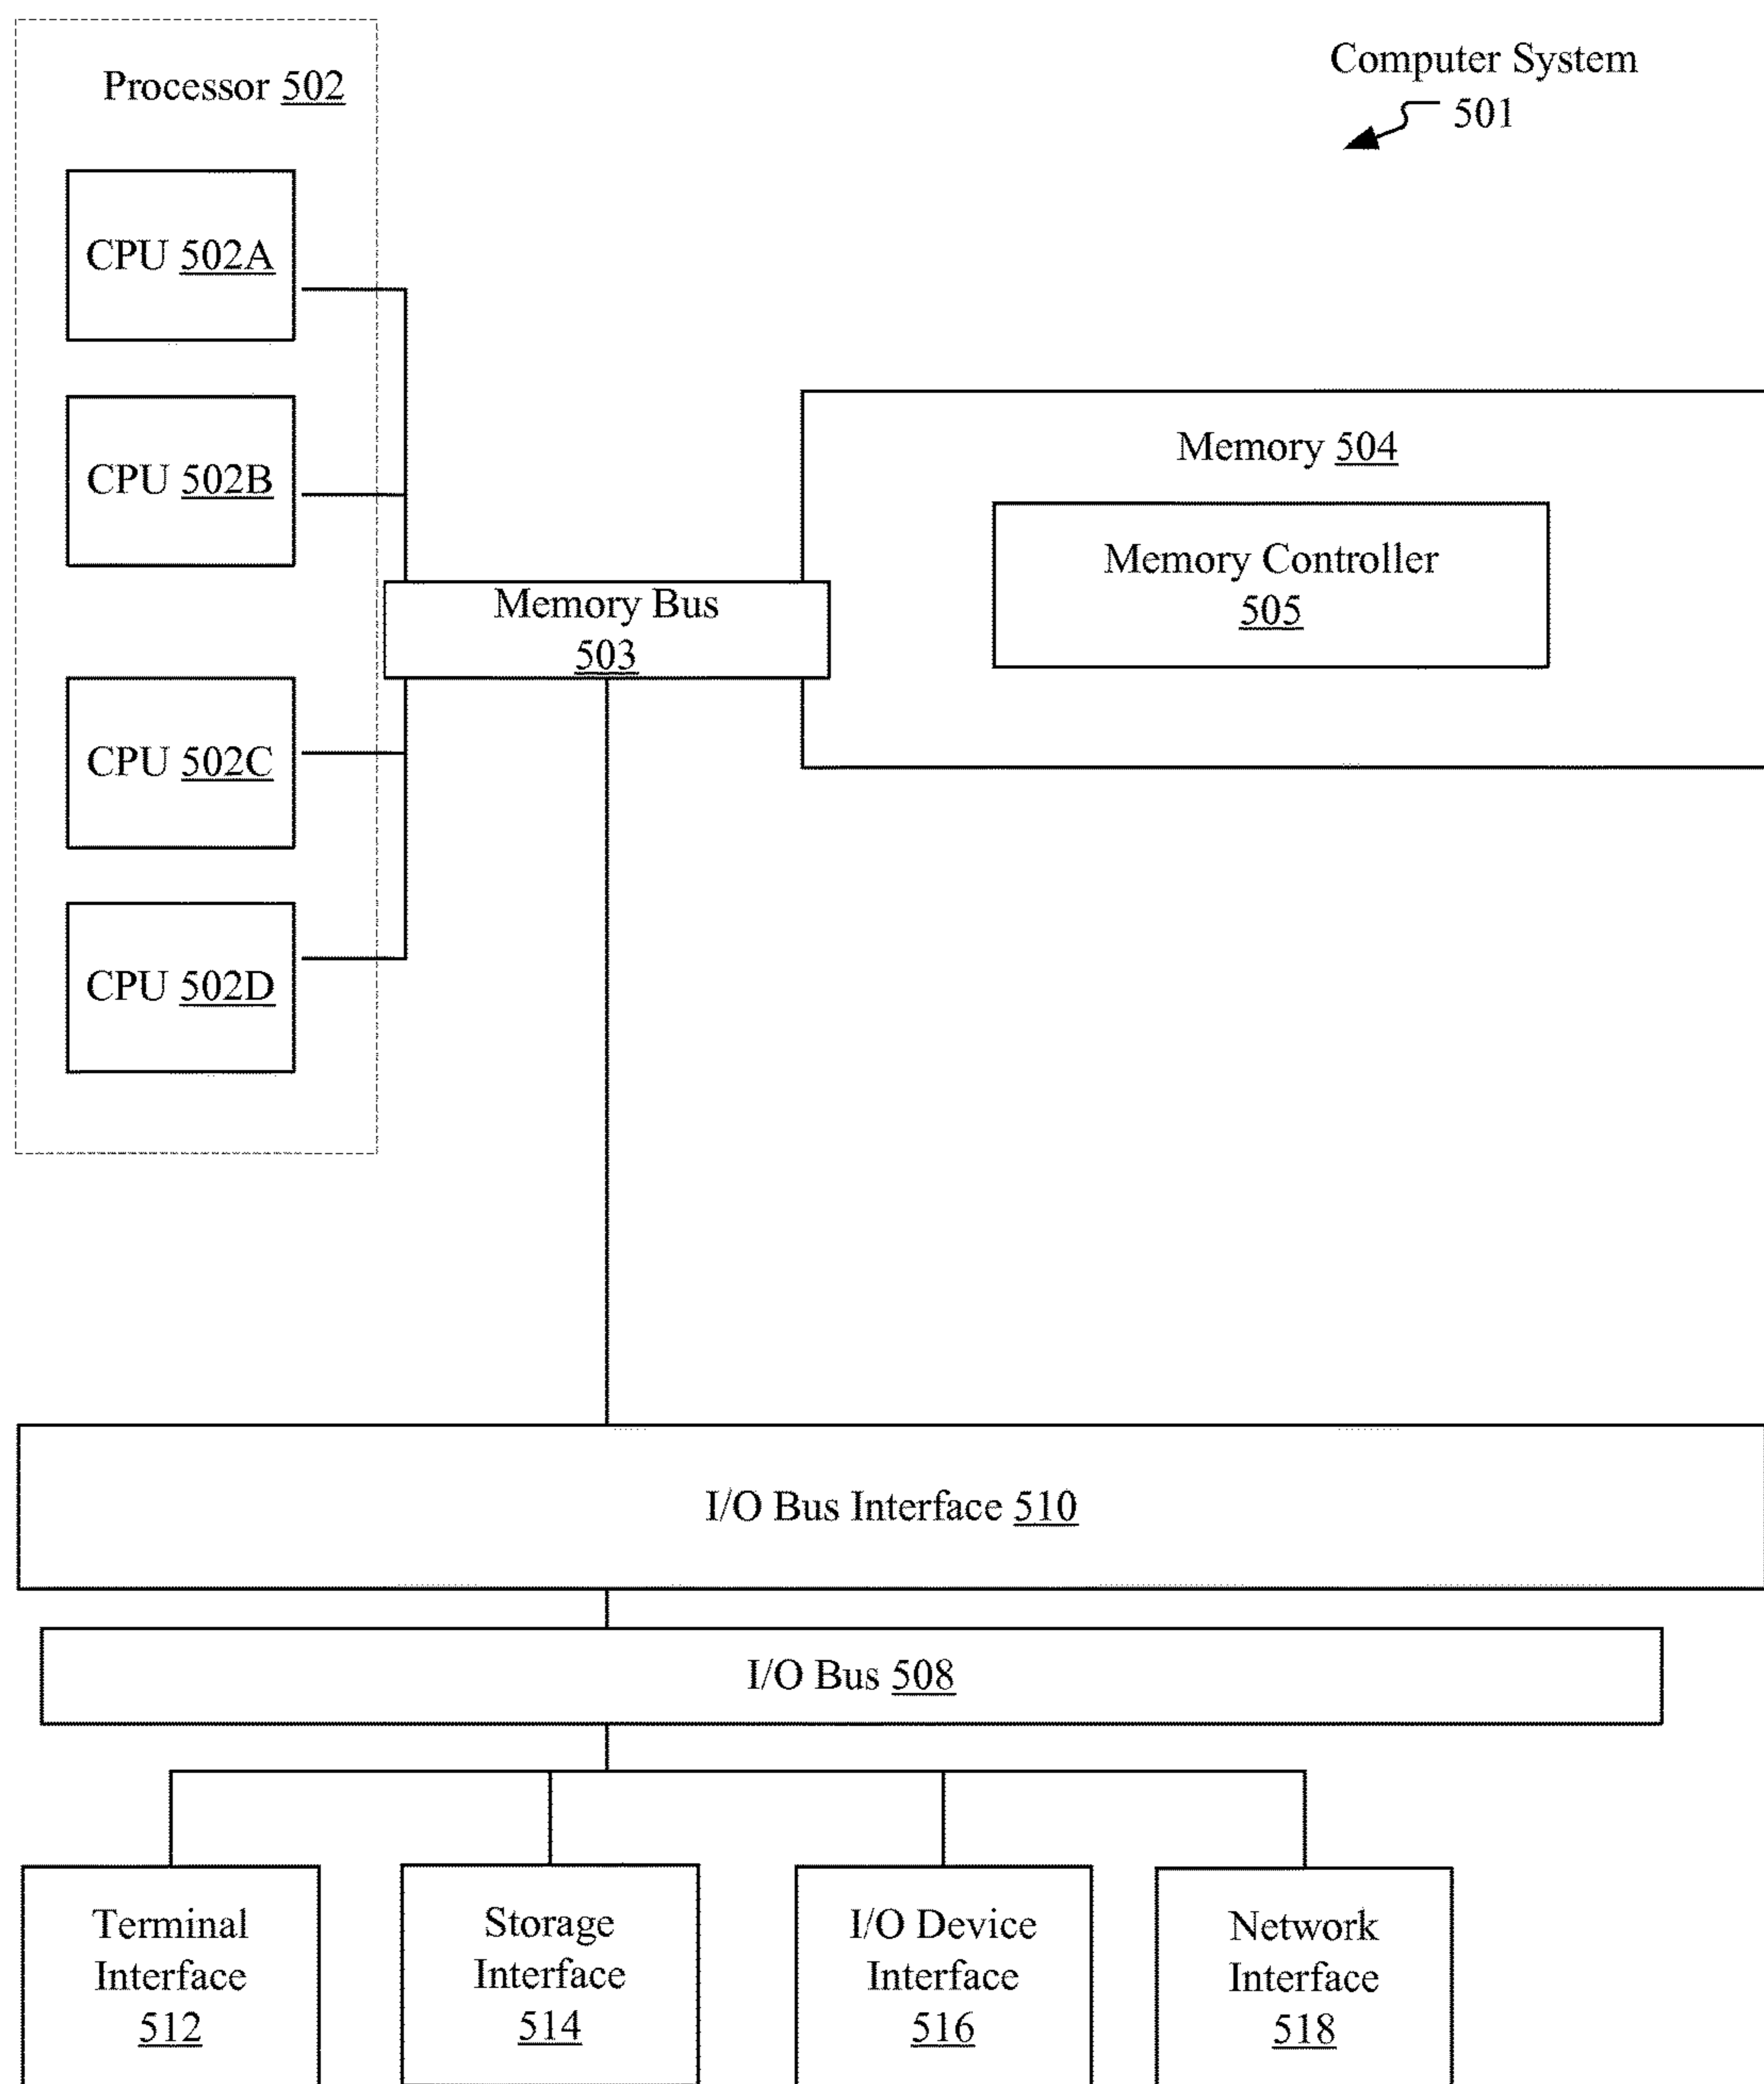 Processor 502
Computer System
501
CPU 502A
CPU 502B
Memory 504
Memory Controller
505
Memory Bus
503
CPU 502C
CPU 502D
I/O Bus Interface 510
I/O Bus 508
Terminal
Interface
512
Storage
Interface
514
I/O Device
Interface
516
Network
Interface
518